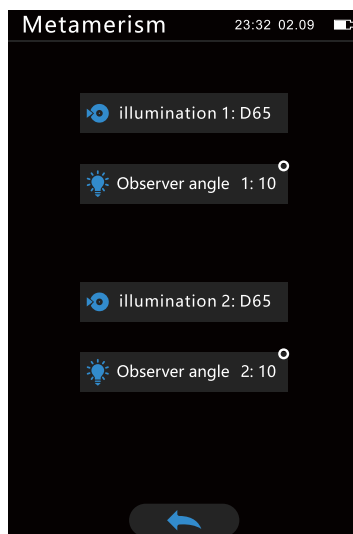 Metamerism 23:32 02.09
illumination 1: D65
Observer angle 1: 10°
illumination 2: D65
Observer angle 2: 10°